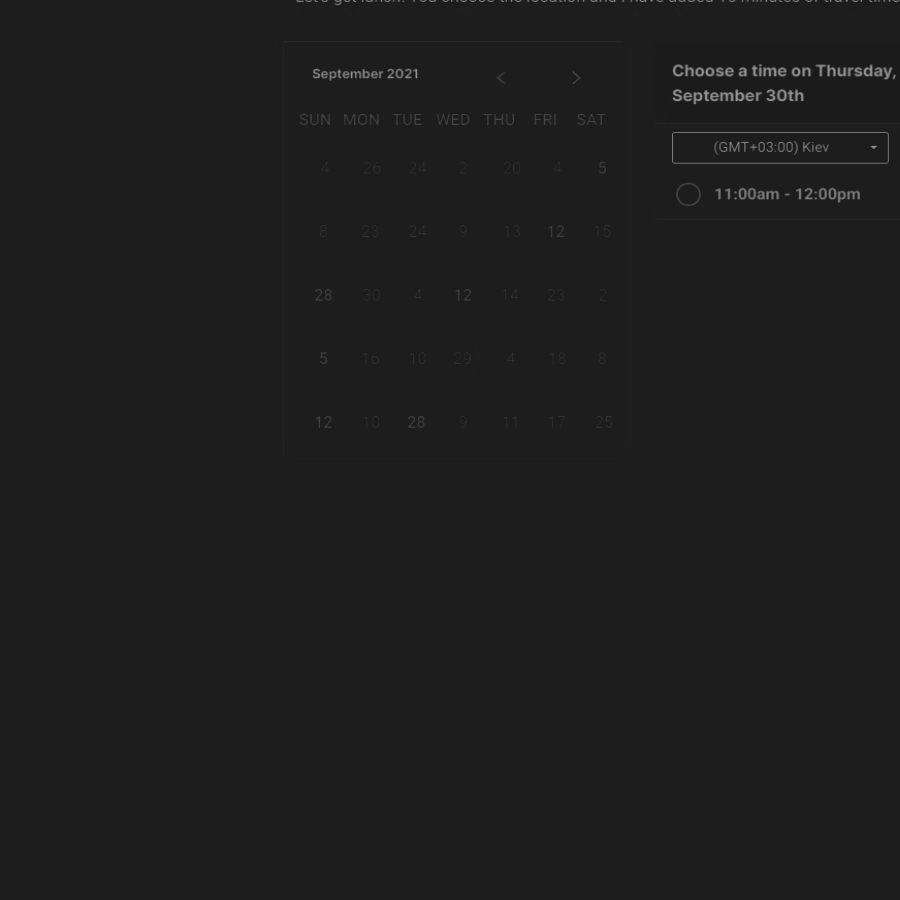 Let's get lunch! You choose the location and I have added 15 minutes of travel time
September 2021
SUN MON TUE WED THU FRI SAT
4 26 24 2 20 4 5
8 23 24 9 13 12 15
28 30 4 12 14 23 2
5 16 10 29 4 18 8
12 10 28 9 11 17 25
Choose a time on Thursday,
September 30th
(GMT+03:00) Kiev
11:00am - 12:00pm